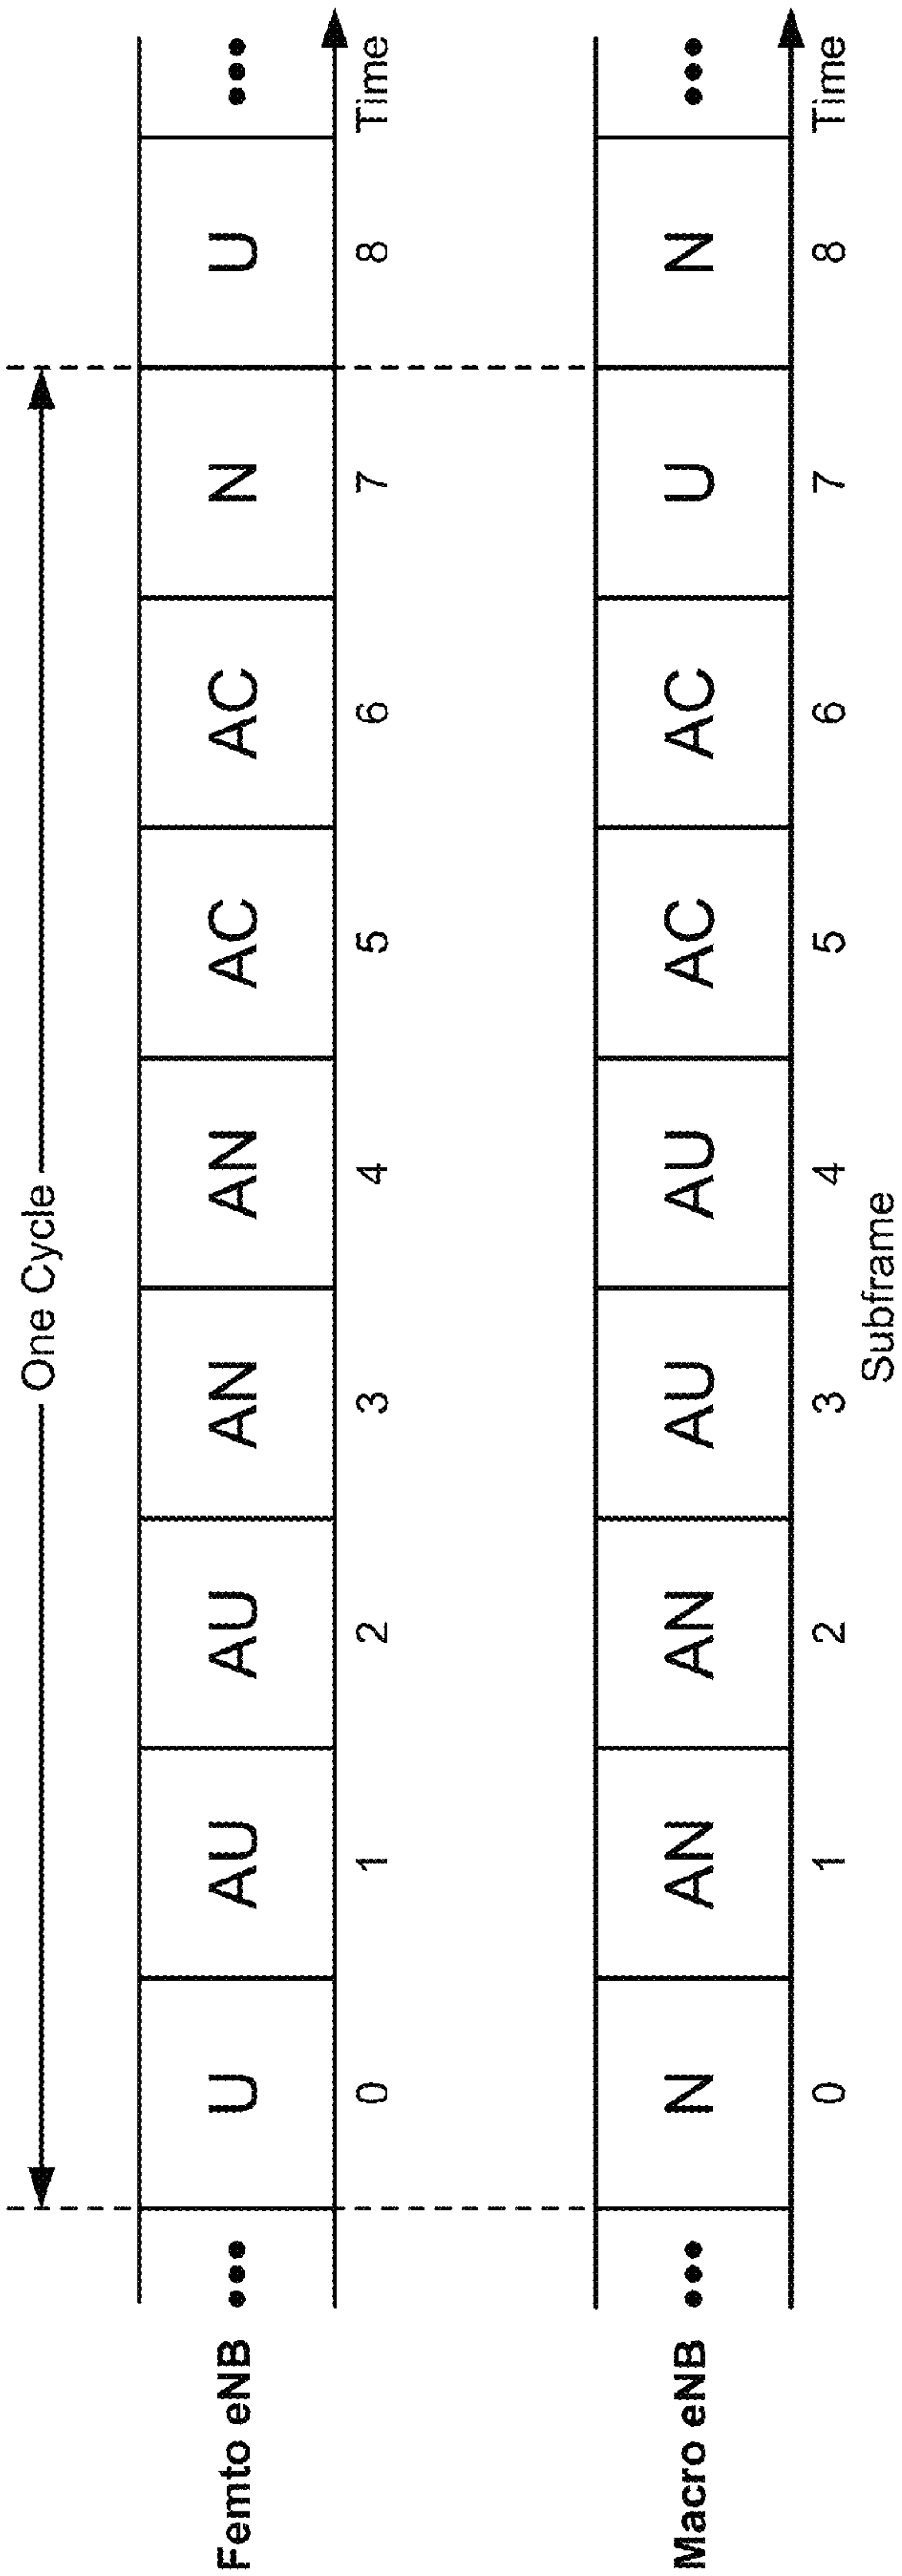 One Cycle
Femto eNB ••• U AU AU AN AN AC AC N U •••
0 1 2 3 4 5 6 7 8 Time
Macro eNB ••• N AN AN AU AU AC AC U N •••
0 1 2 3 4 5 6 7 8 Time
Subframe